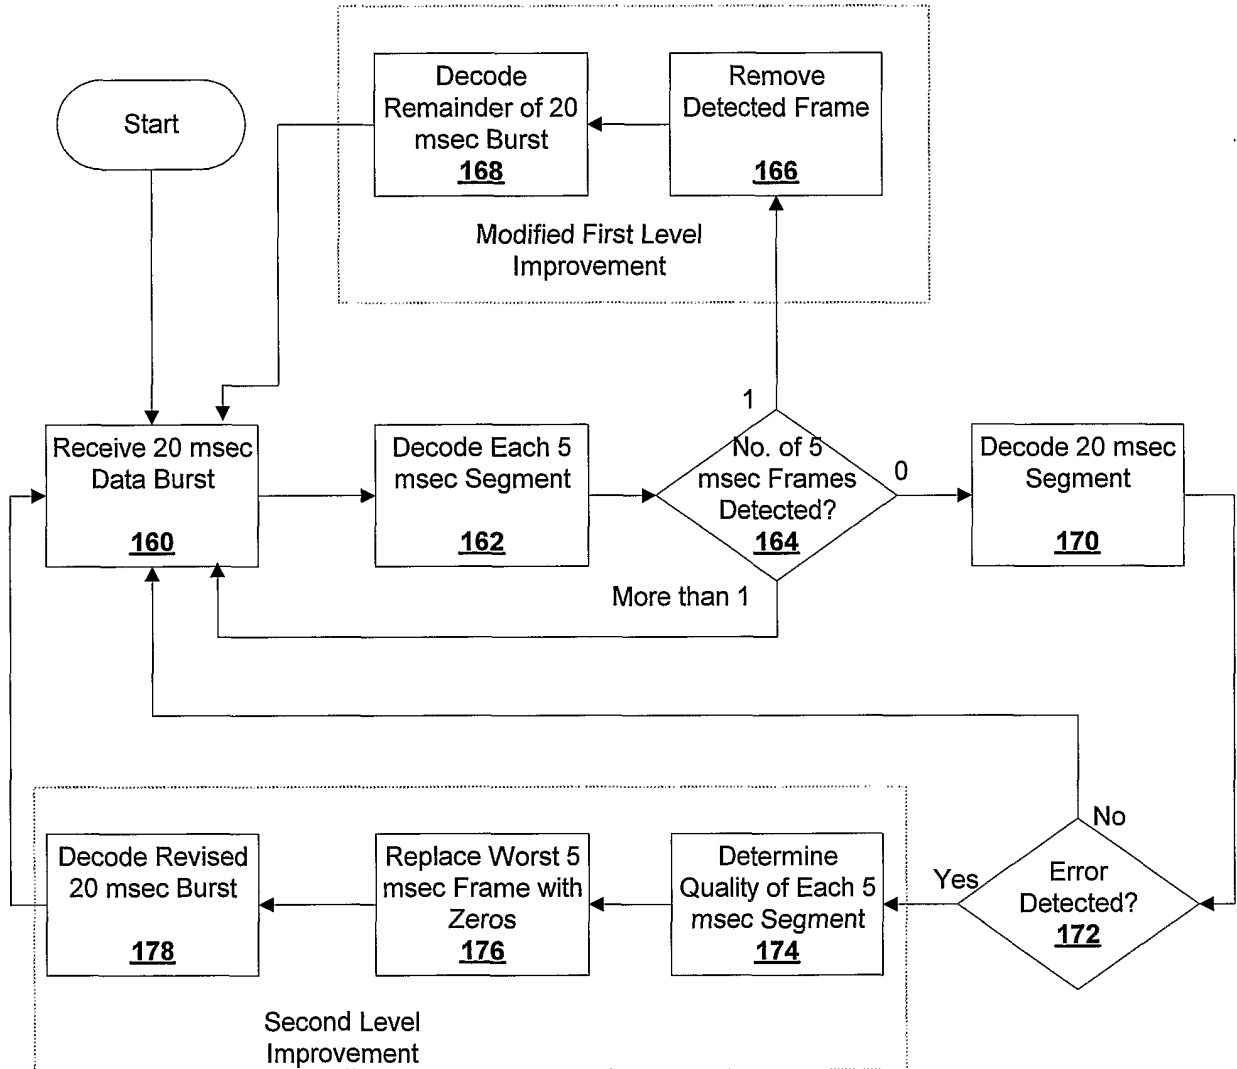 Start
Decode
Remainder of 20
msec Burst
168
Remove
Detected Frame
166
Modified First Level
Improvement
Receive 20 msec
Data Burst
160
Decode Each 5
msec Segment
162
1
No. of 5
msec Frames
Detected?
164
0
More than 1
Decode 20 msec
Segment
170
No
Yes
Error
Detected?
172
Determine
Quality of Each 5
msec Segment
174
Replace Worst 5
msec Frame with
Zeros
176
Decode Revised
20 msec Burst
178
Second Level
Improvement